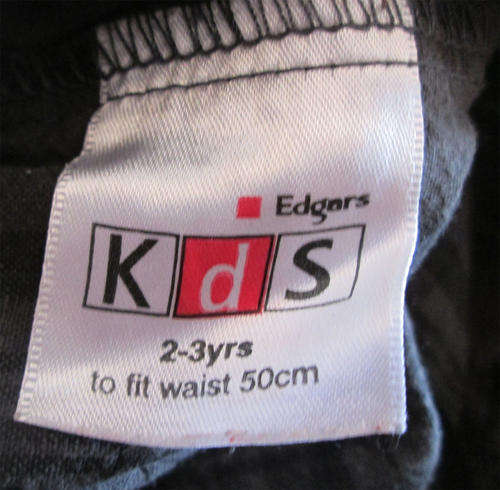 Edgars
KdS
2-3yrs
to fit waist 50cm